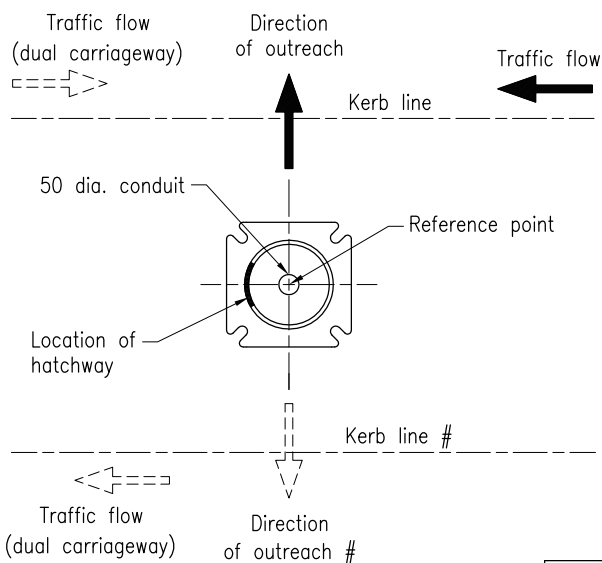 Traffic flow
(dual carriageway)
Direction
of outreach
Traffic flow
Kerb line
50 dia. conduit
Reference point
Location of
hatchway
Kerb line #
Traffic flow
(dual carriageway)
Direction
of outreach #